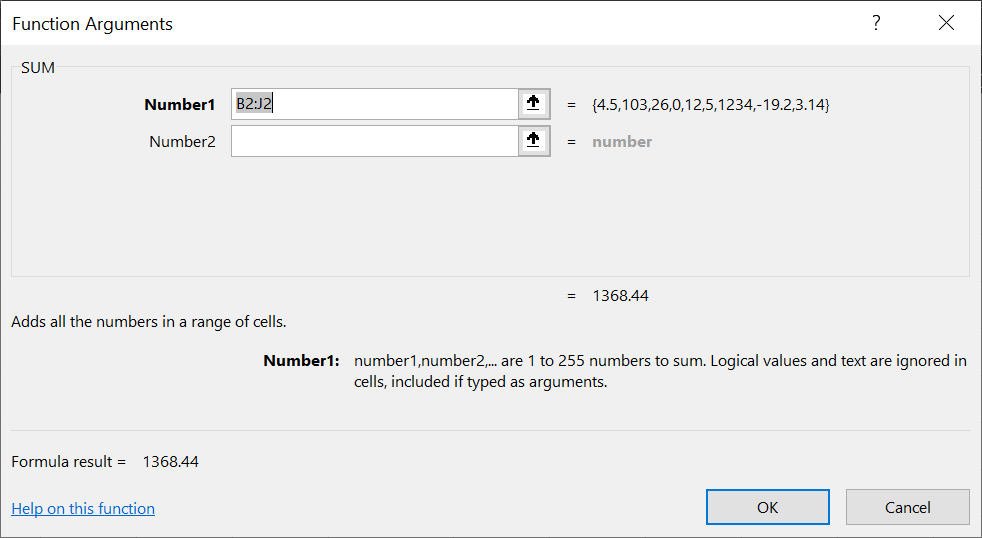 Function Arguments ?
SUM
Number1 B2:J2 = {4.5,103,26,0,12,5,1234,-19.2,3.14}
Number2 = number
= 1368.44
Adds all the numbers in a range of cells.
Number1: number1,number2,... are 1 to 255 numbers to sum. Logical values and text are ignored in
cells, included if typed as arguments.
Formula result = 1368.44
Help on this function OK Cancel